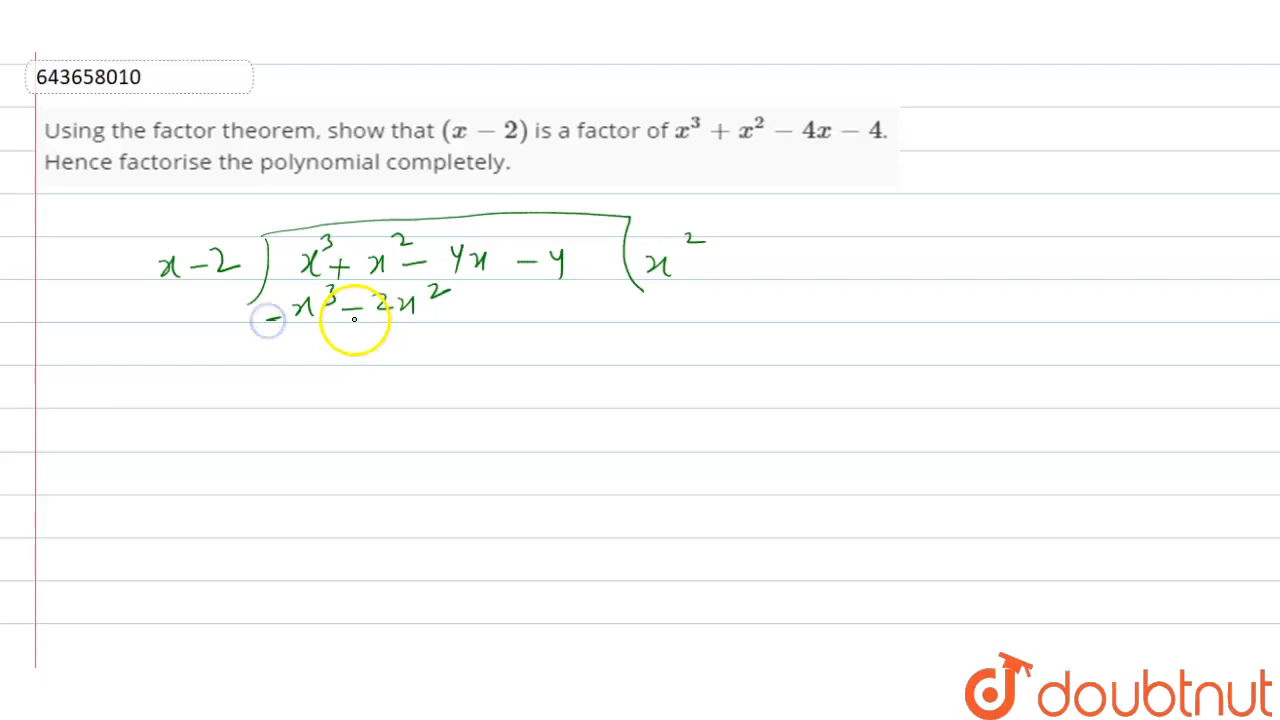 643658010
Using the factor theorem, show that (x − 2) is a factor of x³ + x² − 4x − 4.
Hence factorise the polynomial completely.
x − 2 ) x³ + x² − 4x − 4 ( x²
− x³ − 2x²
doubtnut